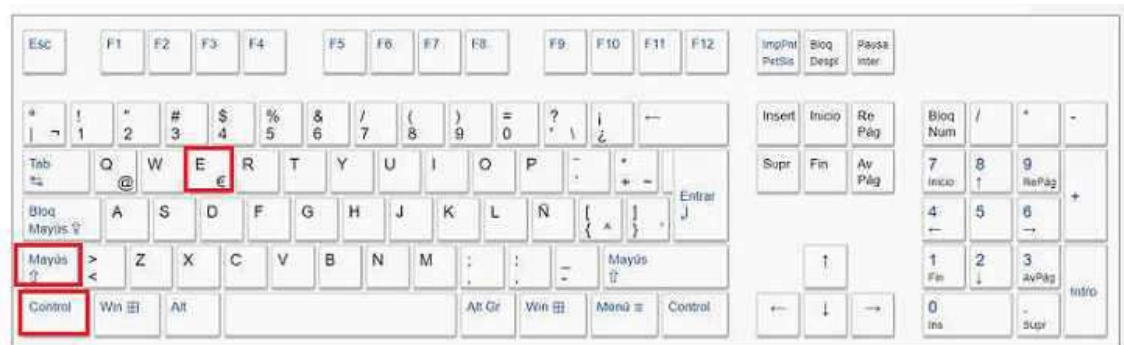 Esc F1 F2 F3 F4 F5 F6 F7 F8 F9 F10 F11 F12 ImpPnt Bloq Pausa
PetSis Despl Inter
° ! " # $ % & / ( ) = ? ¡ ←
| ¬ 1 2 3 4 5 6 7 8 9 0 ' \ ¿
Insert Inicio Re Bloq / * -
Pág Num
Tab Q W E R T Y U I O P ¨ * Entrar
↹ @ € ´ + ~ ↲
Supr Fin Av 7 8 9 +
Pág Inicio ↑ RePág
Bloq A S D F G H J K L Ñ [ ]
Mayús ⇧ { ^ } `
4 5 6
← →
Mayús > Z X C V B N M ; : _ Mayús
⇧ < , . - ⇧
↑ 1 2 3 Intro
Fin ↓ AvPág
Control Win ⊞ Alt Alt Gr Win ⊞ Menú ≡ Control
← ↓ → 0 .
Ins Supr